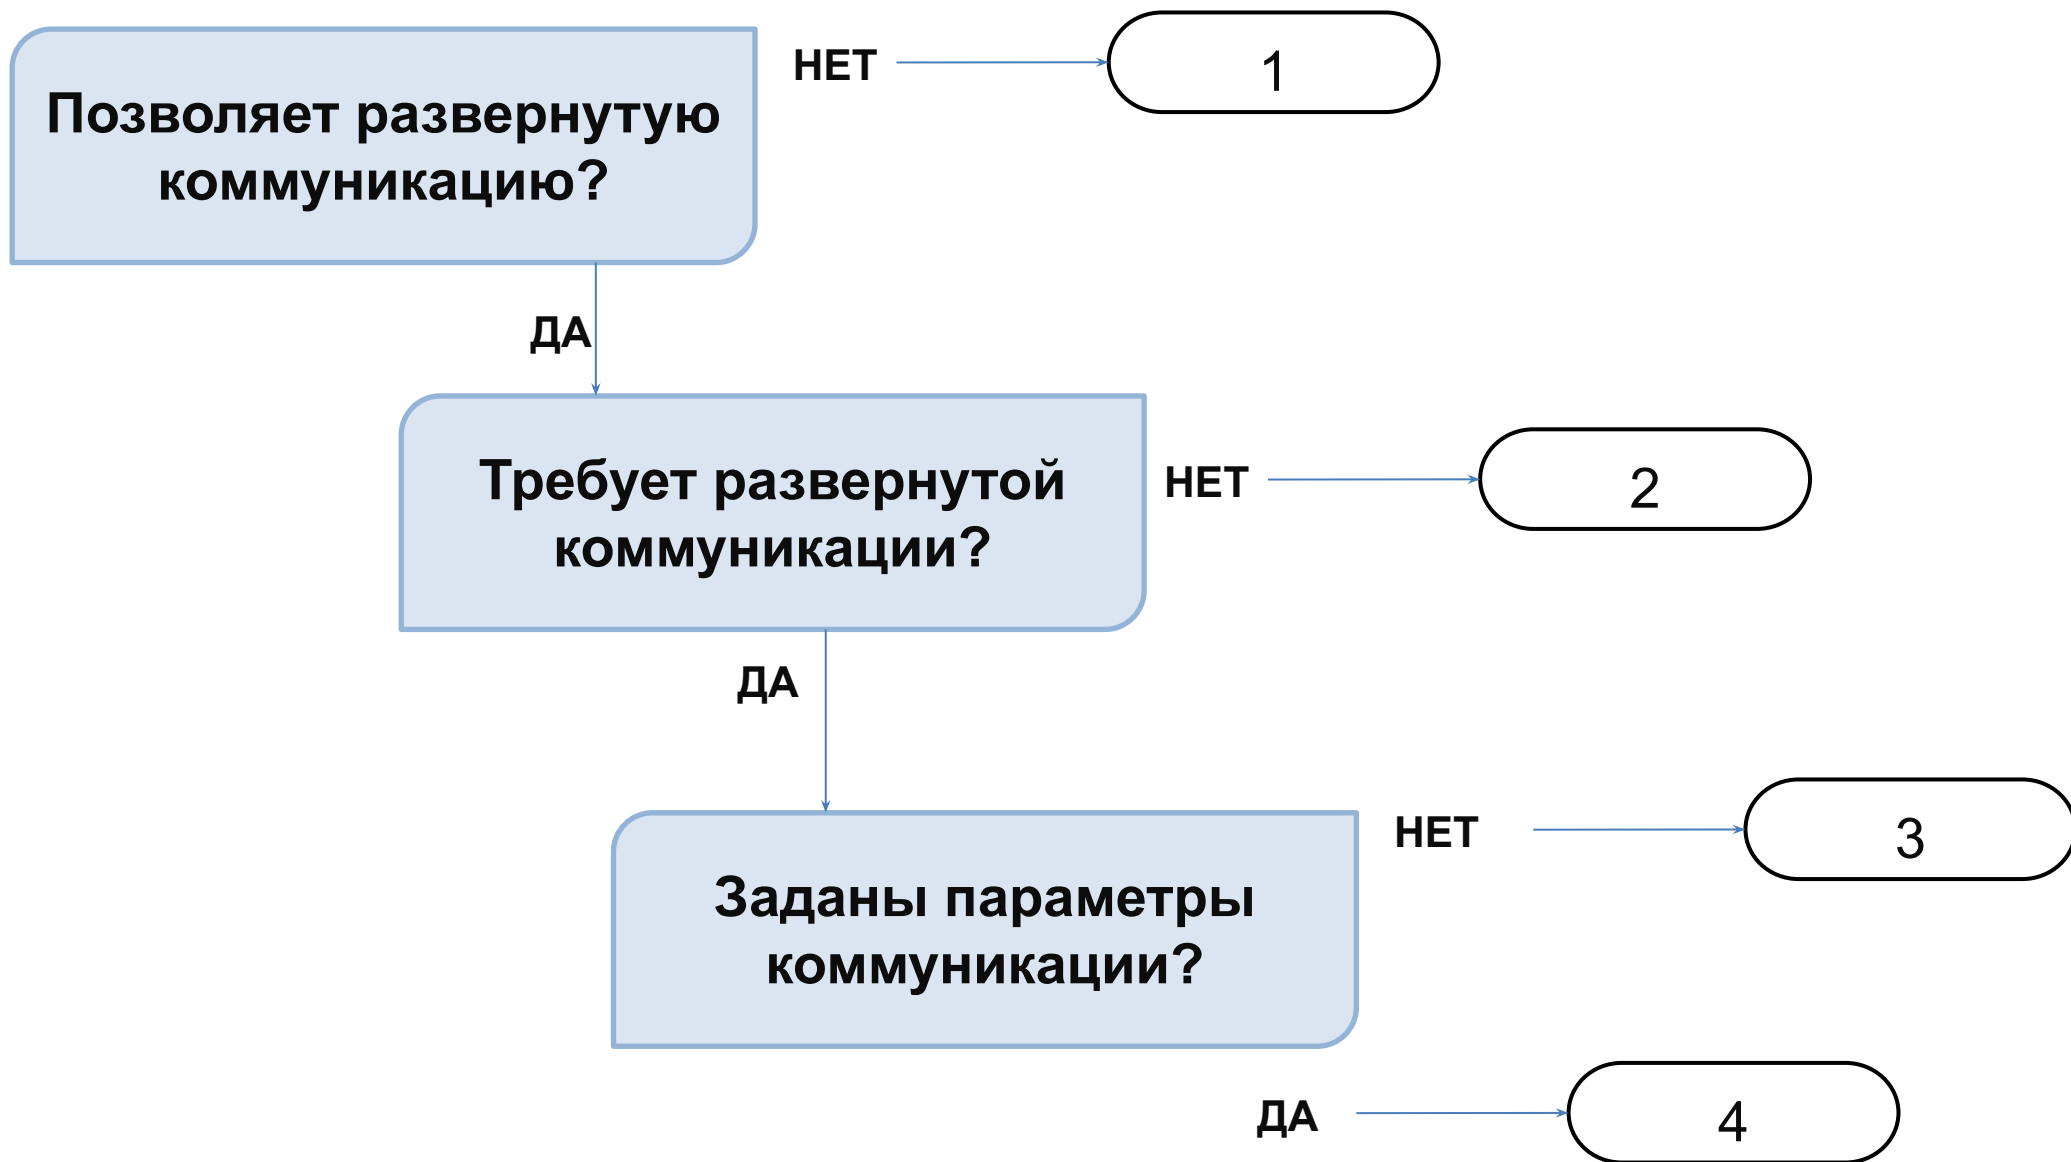 Позволяет развернутую
коммуникацию?
НЕТ
1
ДА
Требует развернутой
коммуникации?
НЕТ
2
ДА
Заданы параметры
коммуникации?
НЕТ
3
ДА
4